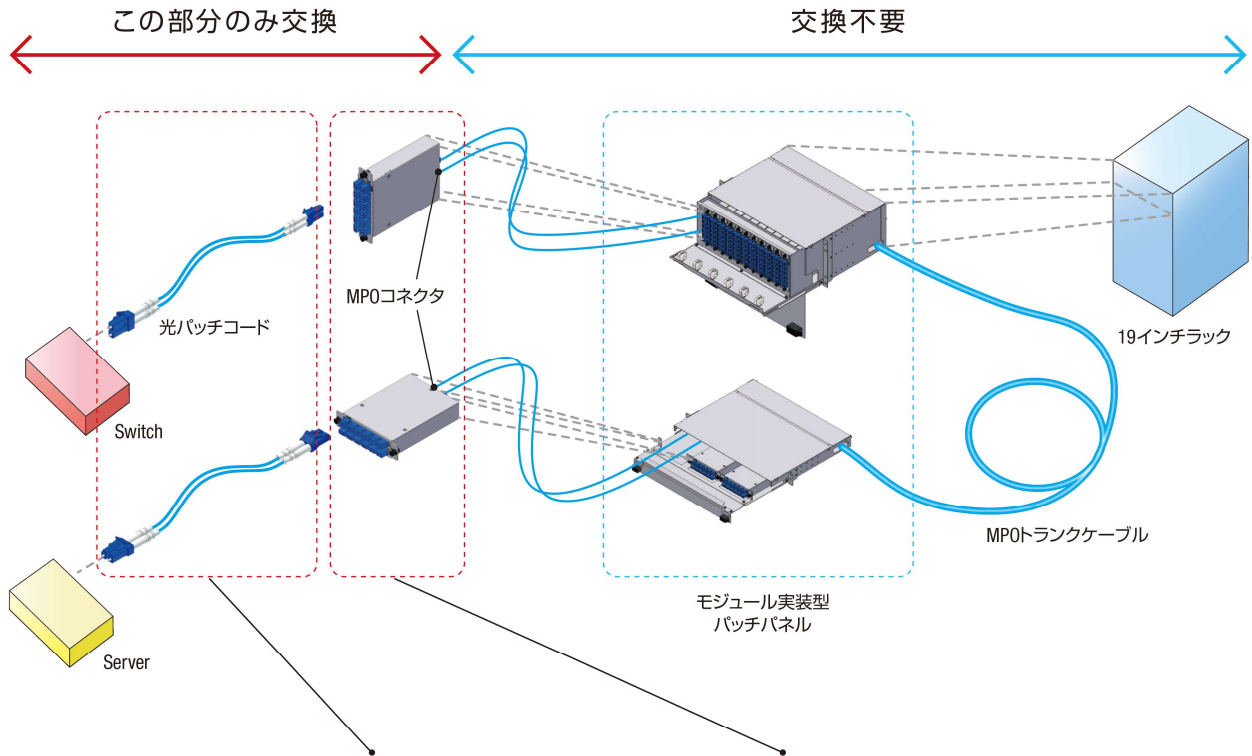 この部分のみ交換
交換不要
MPOコネクタ
光パッチコード
19インチラック
Switch
MPOトランクケーブル
モジュール実装型
パッチパネル
Server